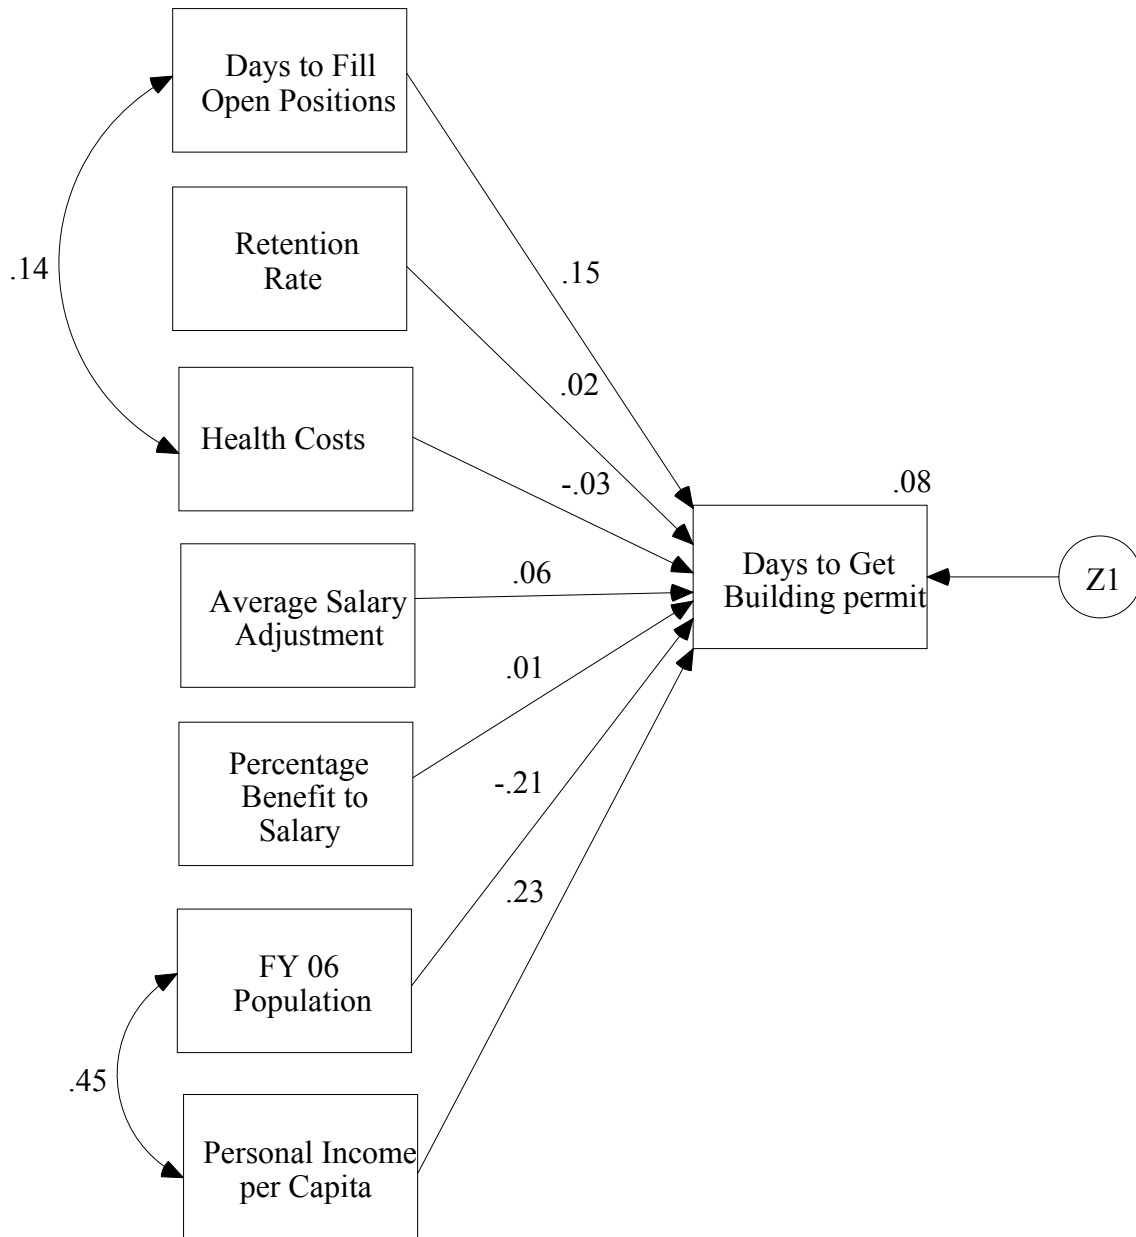 Days to Fill
Open Positions
Retention
Rate
.14
.15
.02
Health Costs
-.03
.08
Days to Get
Building permit
Z1
Average Salary
Adjustment
.06
.01
Percentage
Benefit to
Salary
-.21
.23
FY 06
Population
.45
Personal Income
per Capita